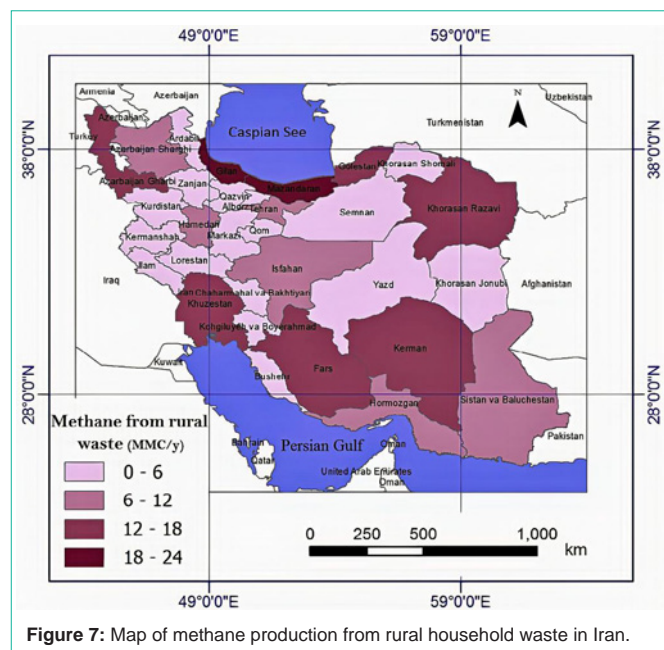 49°0'0"E 59°0'0"E
Armenia
Azerbaijan
Uzbekistan
N
Azerbaijan
Turkmenistan
Caspian See
Turkey
Ardabil
38°0'0"N 38°0'0"N
Azarbaijan Sharghi
Golestan
Khorasan Shomali
Gilan
Azarbaijan Gharbi
Zanjan
Mazandaran
Qazvin
Kurdistan
Alborz
Tehran
Semnan
Khorasan Razavi
Hamedan
Markazi
Qom
Kermanshah
Lorestan
Ilam
Isfahan
Iraq
Yazd
Khorasan Jonubi
Afghanistan
Iran
Chaharmahal va Bakhtiyari
Khuzestan
Kohgiluyeh va Boyerahmad
Kerman
Kuwait
Fars
Bushehr
28°0'0"N 28°0'0"N
Hormozgan
Sistan va Baluchestan
Methane from rural
waste (MMC/y)
0 - 6
6 - 12
12 - 18
18 - 24
Persian Gulf
Bahrain
Oman
Pakistan
Qatar
United Arab Emirates
Oman
0 250 500 1,000
km
49°0'0"E 59°0'0"E
Figure 7: Map of methane production from rural household waste in Iran.